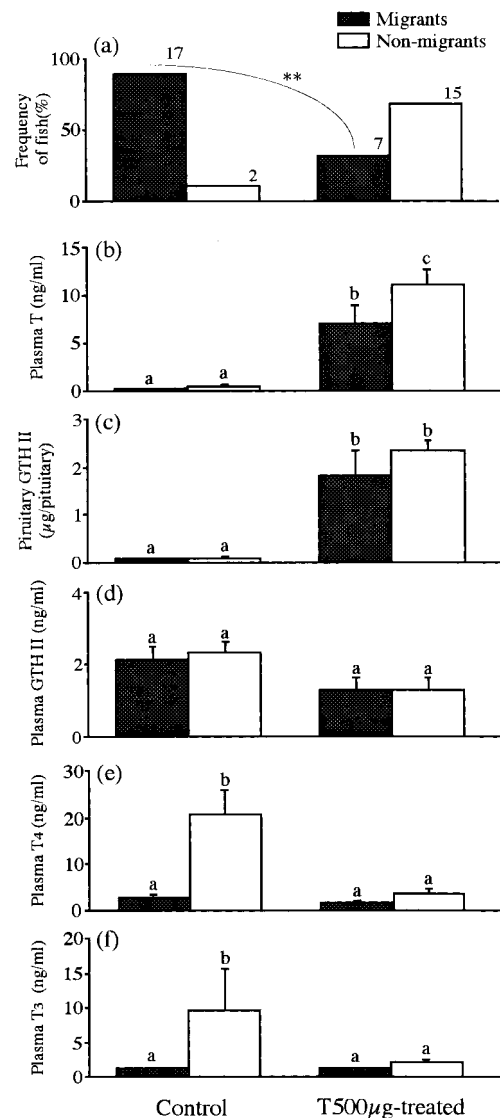 Migrants
Non-migrants
(a)
17
**
15
7
2
100
50
0
Frequency
of fish(%)
(b)
15
10
5
0
Plasma T (ng/ml)
a
a
b
c
(c)
3
2
1
0
Piruitary GTH II
(µg/pituitary)
a
a
b
b
(d)
4
2
0
Plasma GTH II (ng/ml)
a
a
a
a
(e)
30
20
10
0
Plasma T4 (ng/ml)
a
b
a
a
(f)
20
15
10
5
0
Plasma T3 (ng/ml)
a
b
a
a
Control
T500µg-treated